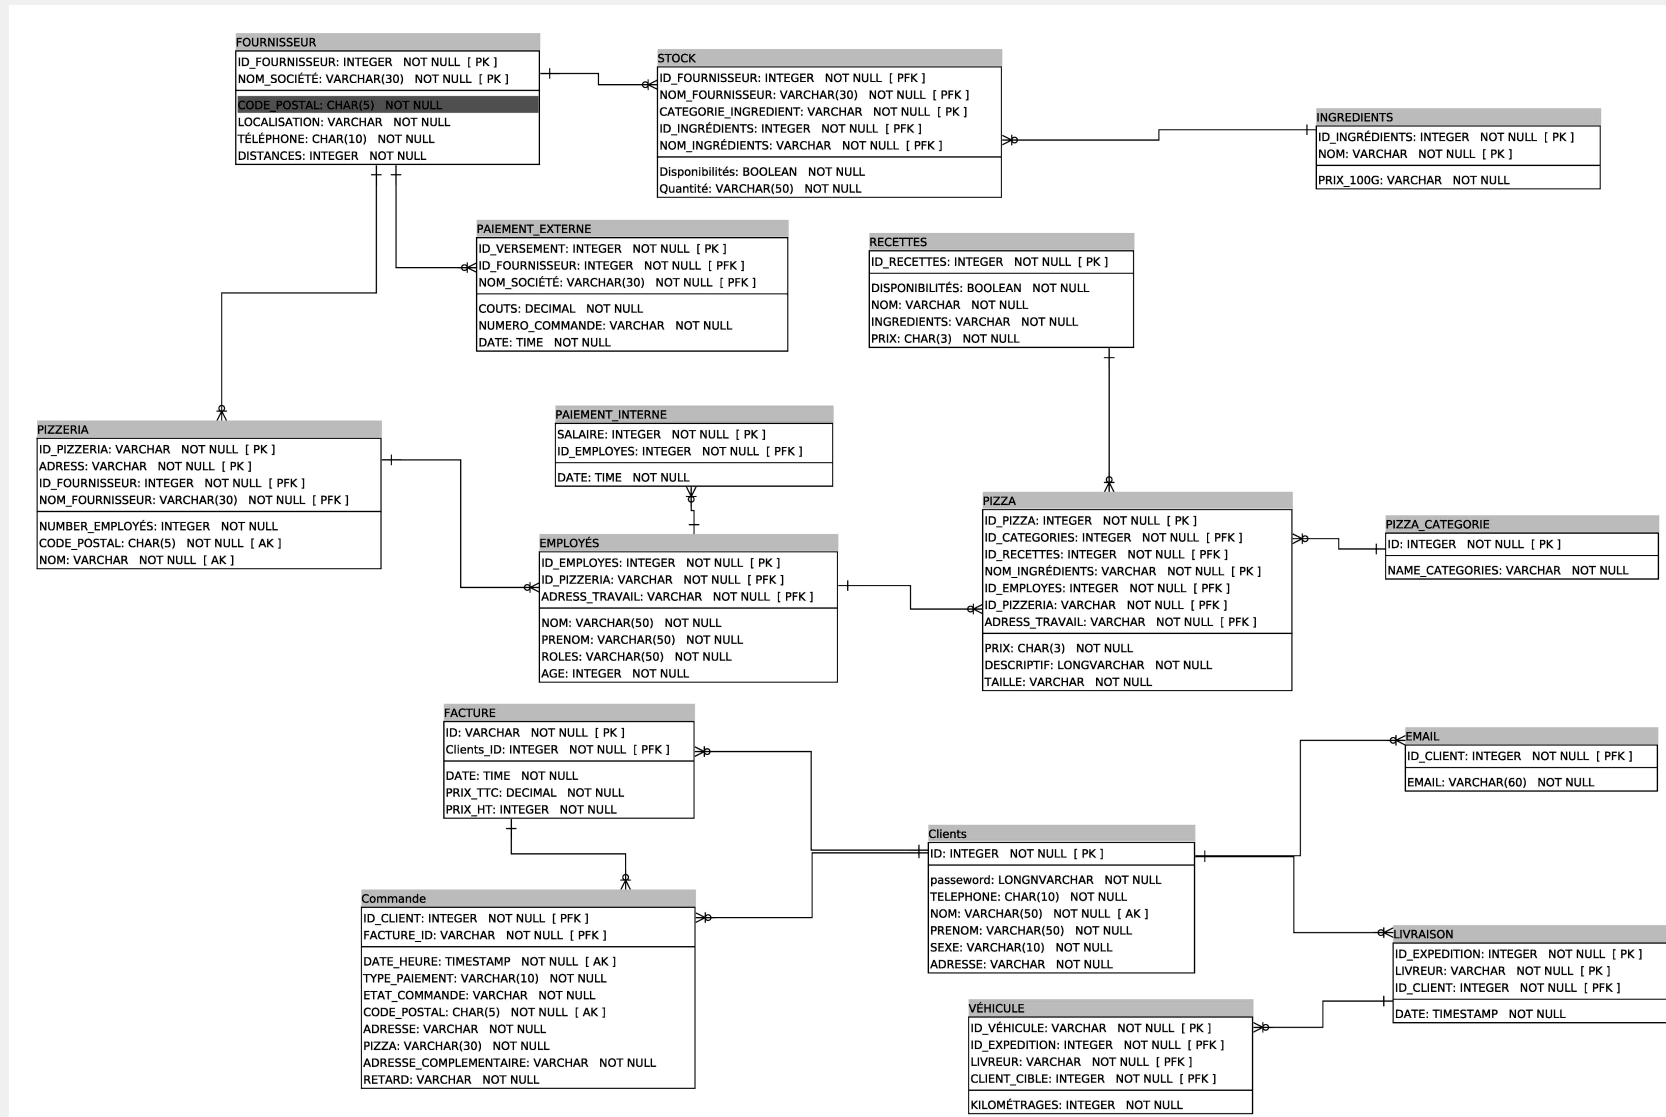 FOURNISSEUR
ID_FOURNISSEUR: INTEGER NOT NULL [ PK ]
NOM_SOCIÉTÉ: VARCHAR(30) NOT NULL [ PK ]
CODE_POSTAL: CHAR(5) NOT NULL
LOCALISATION: VARCHAR NOT NULL
TÉLÉPHONE: CHAR(10) NOT NULL
DISTANCES: INTEGER NOT NULL
STOCK
ID_FOURNISSEUR: INTEGER NOT NULL [ PFK ]
NOM_FOURNISSEUR: VARCHAR(30) NOT NULL [ PFK ]
CATEGORIE_INGREDIENT: VARCHAR NOT NULL [ PK ]
ID_INGRÉDIENTS: INTEGER NOT NULL [ PFK ]
NOM_INGRÉDIENTS: VARCHAR NOT NULL [ PFK ]
Disponibilités: BOOLEAN NOT NULL
Quantité: VARCHAR(50) NOT NULL
INGREDIENTS
ID_INGRÉDIENTS: INTEGER NOT NULL [ PK ]
NOM: VARCHAR NOT NULL [ PK ]
PRIX_100G: VARCHAR NOT NULL
PAIEMENT_EXTERNE
ID_VERSEMENT: INTEGER NOT NULL [ PK ]
ID_FOURNISSEUR: INTEGER NOT NULL [ PFK ]
NOM_SOCIÉTÉ: VARCHAR(30) NOT NULL [ PFK ]
COUTS: DECIMAL NOT NULL
NUMERO_COMMANDE: VARCHAR NOT NULL
DATE: TIME NOT NULL
RECETTES
ID_RECETTES: INTEGER NOT NULL [ PK ]
DISPONIBILITÉS: BOOLEAN NOT NULL
NOM: VARCHAR NOT NULL
INGREDIENTS: VARCHAR NOT NULL
PRIX: CHAR(3) NOT NULL
PIZZERIA
ID_PIZZERIA: VARCHAR NOT NULL [ PK ]
ADRESS: VARCHAR NOT NULL [ PK ]
ID_FOURNISSEUR: INTEGER NOT NULL [ PFK ]
NOM_FOURNISSEUR: VARCHAR(30) NOT NULL [ PFK ]
NUMBER_EMPLOYÉS: INTEGER NOT NULL
CODE_POSTAL: CHAR(5) NOT NULL [ AK ]
NOM: VARCHAR NOT NULL [ AK ]
PAIEMENT_INTERNE
SALAIRE: INTEGER NOT NULL [ PK ]
ID_EMPLOYES: INTEGER NOT NULL [ PFK ]
DATE: TIME NOT NULL
EMPLOYÉS
ID_EMPLOYES: INTEGER NOT NULL [ PK ]
ID_PIZZERIA: VARCHAR NOT NULL [ PFK ]
ADRESS_TRAVAIL: VARCHAR NOT NULL [ PFK ]
NOM: VARCHAR(50) NOT NULL
PRENOM: VARCHAR(50) NOT NULL
ROLES: VARCHAR(50) NOT NULL
AGE: INTEGER NOT NULL
PIZZA
ID_PIZZA: INTEGER NOT NULL [ PK ]
ID_CATEGORIES: INTEGER NOT NULL [ PFK ]
ID_RECETTES: INTEGER NOT NULL [ PFK ]
NOM_INGRÉDIENTS: VARCHAR NOT NULL [ PK ]
ID_EMPLOYES: INTEGER NOT NULL [ PFK ]
ID_PIZZERIA: VARCHAR NOT NULL [ PFK ]
ADRESS_TRAVAIL: VARCHAR NOT NULL [ PFK ]
PRIX: CHAR(3) NOT NULL
DESCRIPTIF: LONGVARCHAR NOT NULL
TAILLE: VARCHAR NOT NULL
PIZZA_CATEGORIE
ID: INTEGER NOT NULL [ PK ]
NAME_CATEGORIES: VARCHAR NOT NULL
FACTURE
ID: VARCHAR NOT NULL [ PK ]
Clients_ID: INTEGER NOT NULL [ PFK ]
DATE: TIME NOT NULL
PRIX_TTC: DECIMAL NOT NULL
PRIX_HT: INTEGER NOT NULL
EMAIL
ID_CLIENT: INTEGER NOT NULL [ PFK ]
EMAIL: VARCHAR(60) NOT NULL
Clients
ID: INTEGER NOT NULL [ PK ]
passeword: LONGNVARCHAR NOT NULL
TELEPHONE: CHAR(10) NOT NULL
NOM: VARCHAR(50) NOT NULL [ AK ]
PRENOM: VARCHAR(50) NOT NULL
SEXE: VARCHAR(10) NOT NULL
ADRESSE: VARCHAR NOT NULL
Commande
ID_CLIENT: INTEGER NOT NULL [ PFK ]
FACTURE_ID: VARCHAR NOT NULL [ PFK ]
DATE_HEURE: TIMESTAMP NOT NULL [ AK ]
TYPE_PAIEMENT: VARCHAR(10) NOT NULL
ETAT_COMMANDE: VARCHAR NOT NULL
CODE_POSTAL: CHAR(5) NOT NULL [ AK ]
ADRESSE: VARCHAR NOT NULL
PIZZA: VARCHAR(30) NOT NULL
ADRESSE_COMPLEMENTAIRE: VARCHAR NOT NULL
RETARD: VARCHAR NOT NULL
LIVRAISON
ID_EXPEDITION: INTEGER NOT NULL [ PK ]
LIVREUR: VARCHAR NOT NULL [ PK ]
ID_CLIENT: INTEGER NOT NULL [ PFK ]
DATE: TIMESTAMP NOT NULL
VÉHICULE
ID_VÉHICULE: VARCHAR NOT NULL [ PK ]
ID_EXPEDITION: INTEGER NOT NULL [ PFK ]
LIVREUR: VARCHAR NOT NULL [ PFK ]
CLIENT_CIBLE: INTEGER NOT NULL [ PFK ]
KILOMÉTRAGES: INTEGER NOT NULL